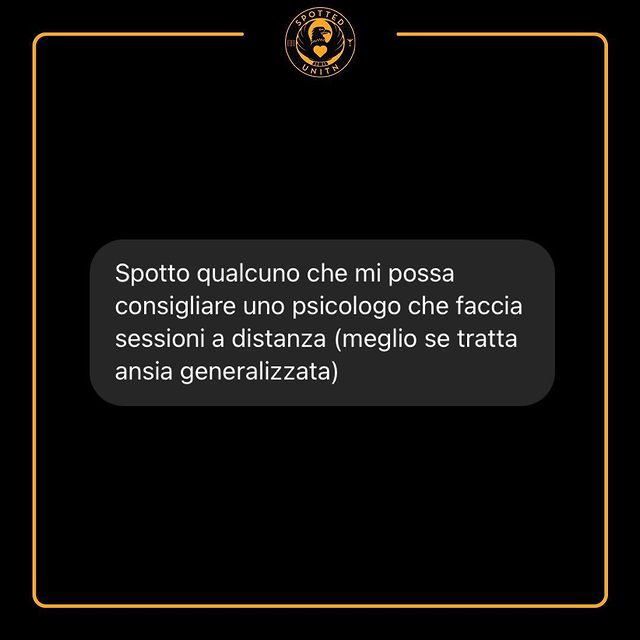 SPOTTED
UNITN
Spotto qualcuno che mi possa
consigliare uno psicologo che faccia
sessioni a distanza (meglio se tratta
ansia generalizzata)